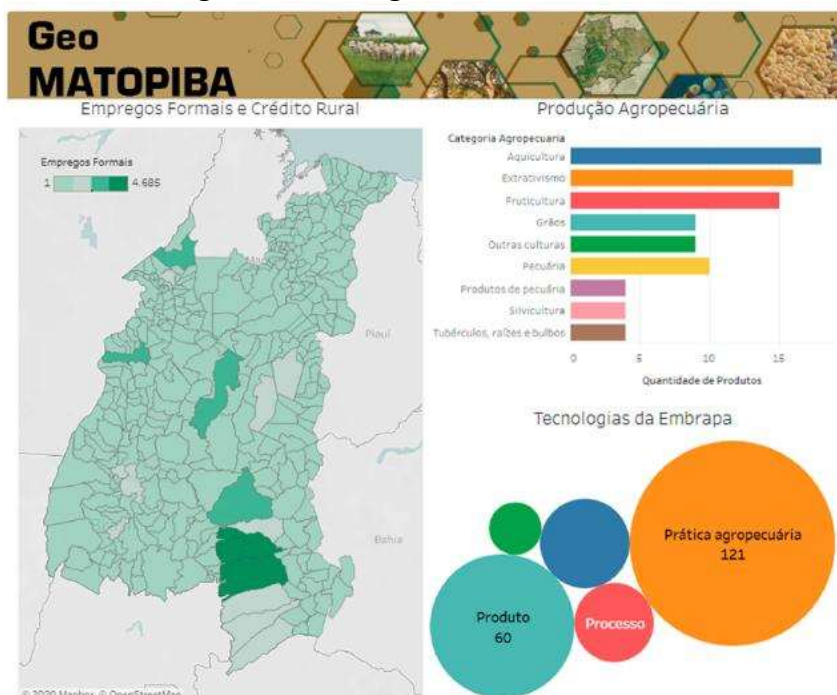 Geo
MATOPIBA
Empregos Formais e Crédito Rural
Empregos Formais
1 4.685
Piauí
Bahia
© 2020 Mapbox © OpenStreetMap
Produção Agropecuária
Categoria Agropecuaria
Aquicultura
Extrativismo
Fruticultura
Grãos
Outras culturas
Pecuária
Produtos de pecuária
Silvicultura
Tubérculos, raízes e bulbos
0 5 10 15
Quantidade de Produtos
Tecnologias da Embrapa
Prática agropecuária
121
Produto
60
Processo